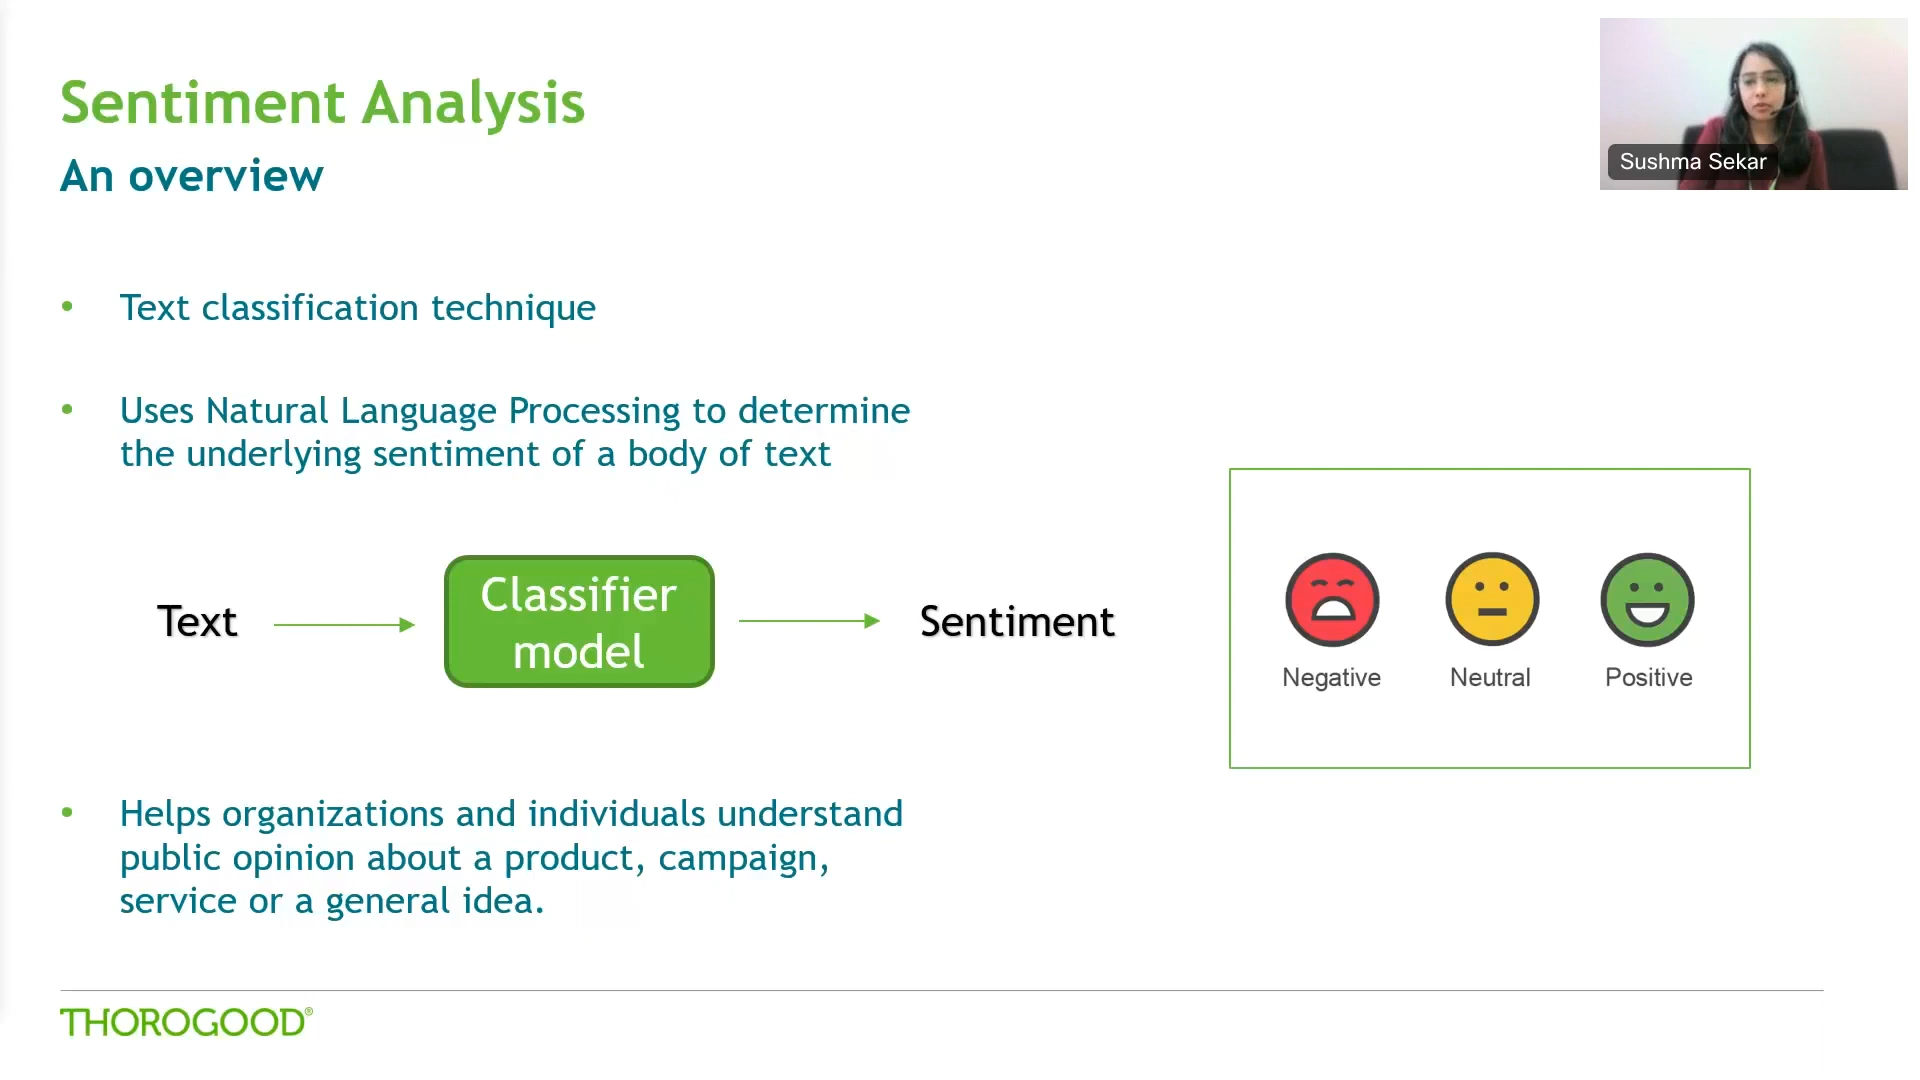 Sentiment Analysis
An overview
Sushma Sekar
• Text classification technique
• Uses Natural Language Processing to determine
the underlying sentiment of a body of text
Text
Classifier
model
Sentiment
Negative
Neutral
Positive
• Helps organizations and individuals understand
public opinion about a product, campaign,
service or a general idea.
THOROGOOD®